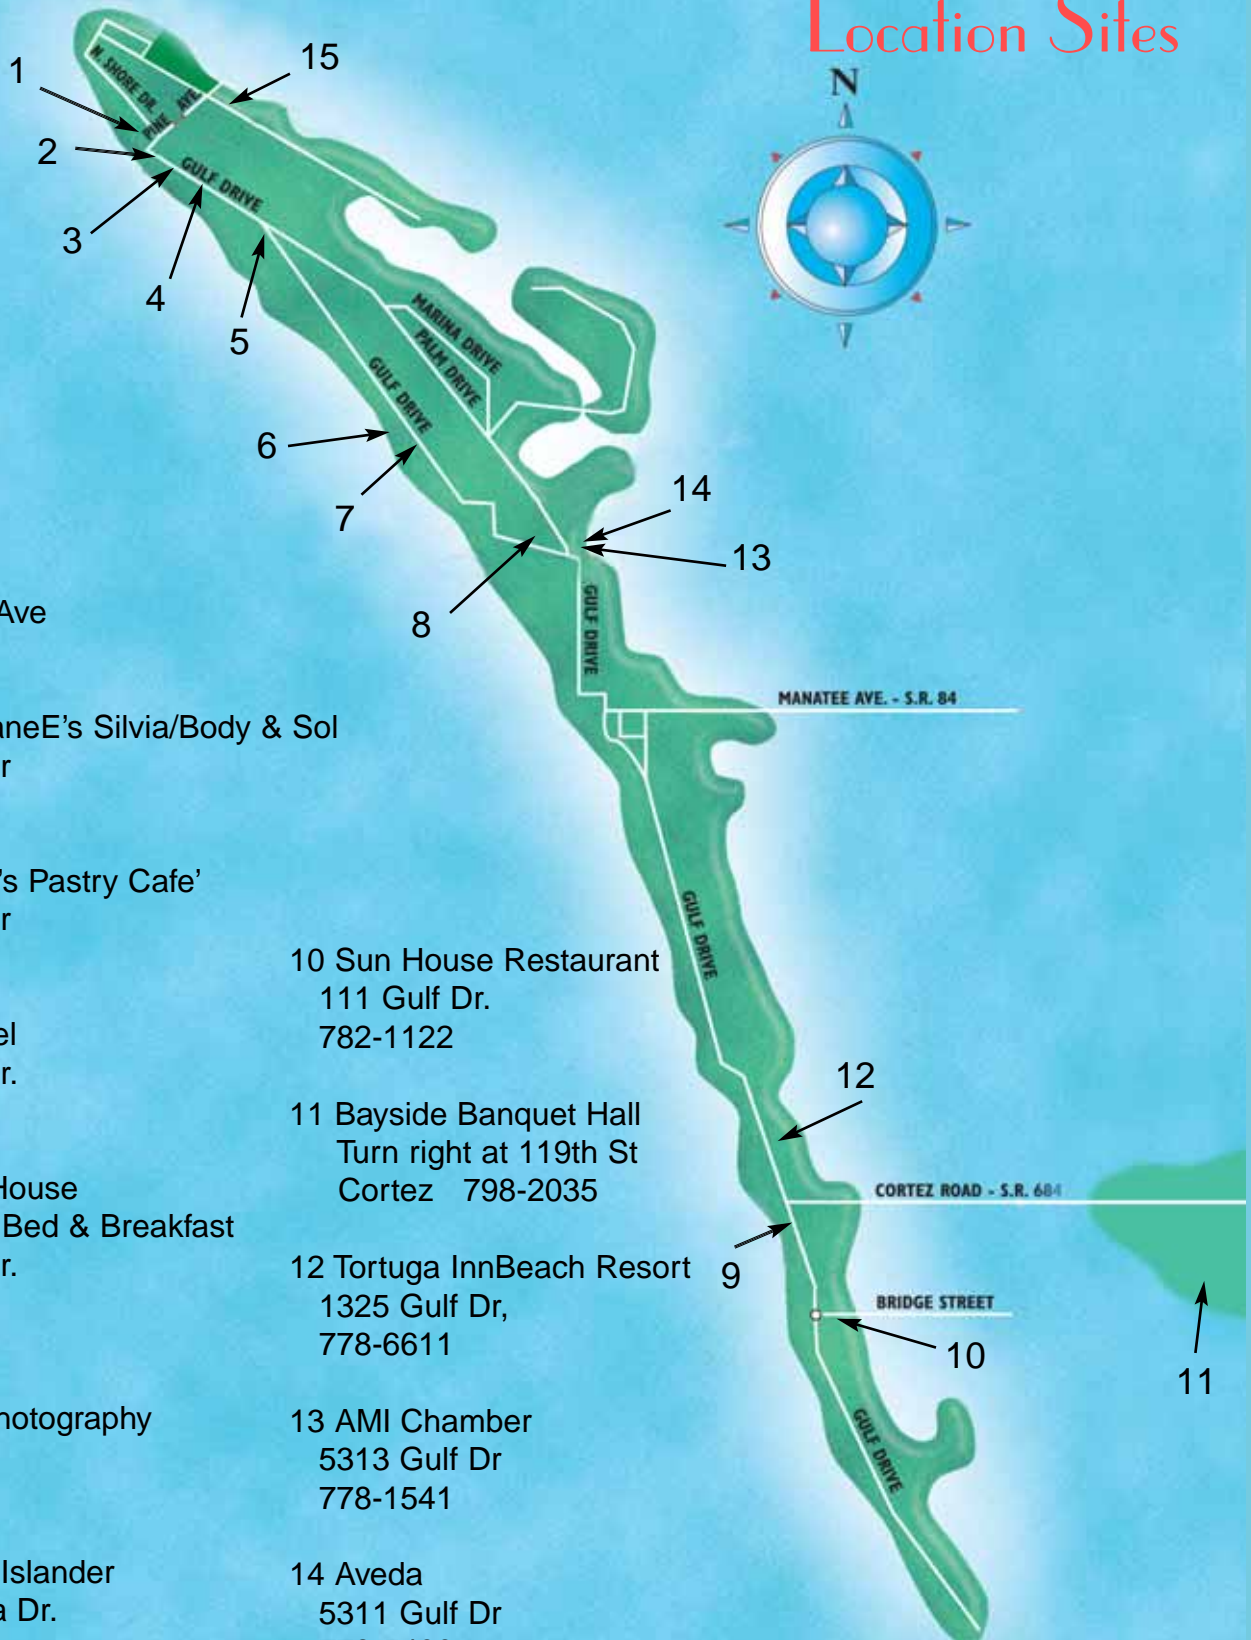 Location Sites
N
15
1
N. SHORE DR.
PINE AVE
2
GULF DRIVE
3
4
5
MARINA DRIVE
PALM DRIVE
GULF DRIVE
6
7
14
13
8
GULF DRIVE
MANATEE AVE. - S.R. 84
GULF DRIVE
12
CORTEZ ROAD - S.R. 684
9
BRIDGE STREET
10
11
GULF DRIVE
Ave
aneE's Silvia/Body & Sol
r
's Pastry Cafe'
r
el
r.
House
Bed & Breakfast
r.
hotography
Islander
a Dr.
10 Sun House Restaurant
111 Gulf Dr.
782-1122
11 Bayside Banquet Hall
Turn right at 119th St
Cortez 798-2035
12 Tortuga InnBeach Resort
1325 Gulf Dr,
778-6611
13 AMI Chamber
5313 Gulf Dr
778-1541
14 Aveda
5311 Gulf Dr